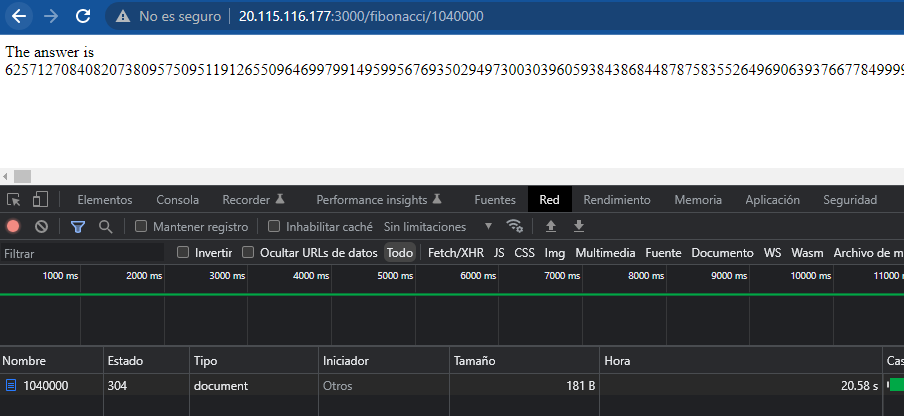 No es seguro | 20.115.116.177:3000/fibonacci/1040000
The answer is
6257127084082073809575095119126550964699799149599567693502949730030396059384386844878758355264969063937667784999
Elementos Consola Recorder Performance insights Fuentes Red Rendimiento Memoria Aplicación Seguridad
Mantener registro Inhabilitar caché Sin limitaciones
Filtrar Invertir Ocultar URLs de datos Todo Fetch/XHR JS CSS Img Multimedia Fuente Documento WS Wasm Archivo de m
1000 ms 2000 ms 3000 ms 4000 ms 5000 ms 6000 ms 7000 ms 8000 ms 9000 ms 10000 ms 11000
Nombre Estado Tipo Iniciador Tamaño Hora Cas
1040000 304 document Otros 181 B 20.58 s